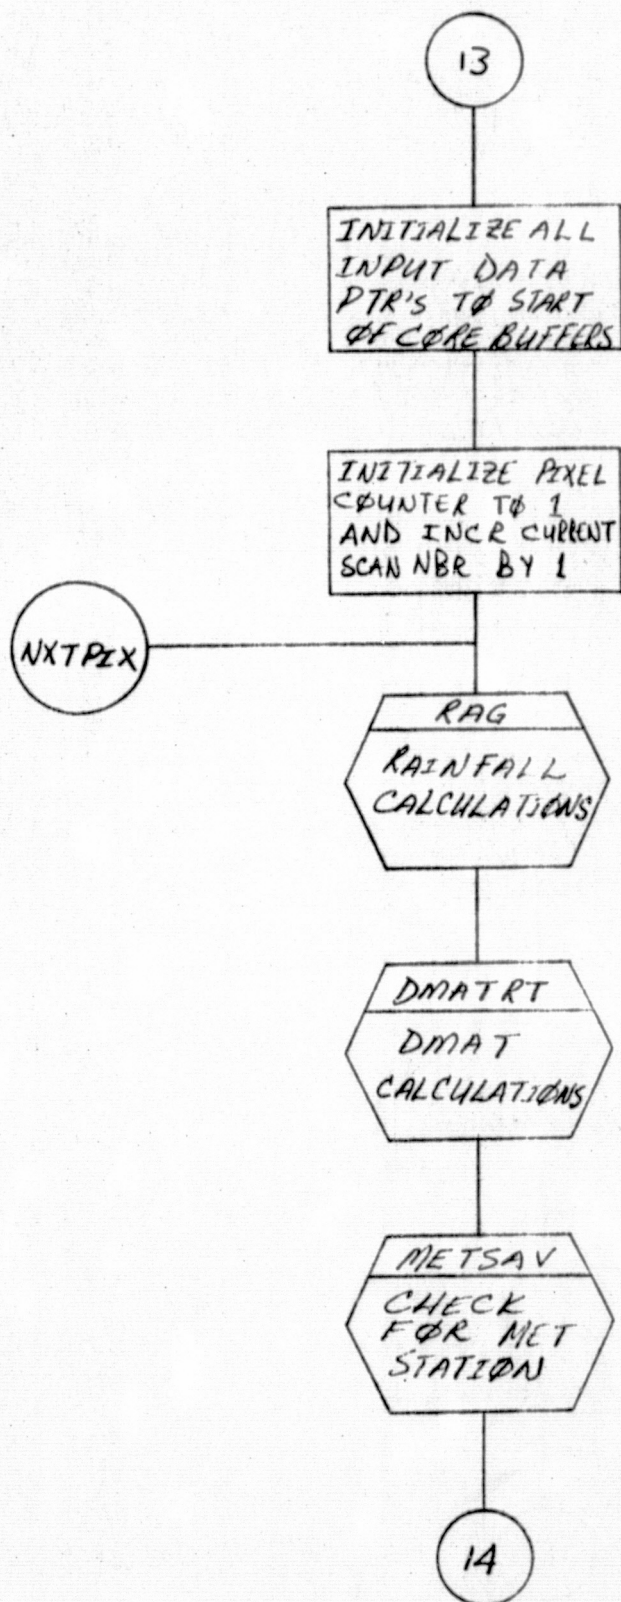 13
INITIALIZE ALL
INPUT DATA
PTR'S TØ START
ØF CØRE BUFFERS
INITIALIZE PIXEL
CØUNTER TØ 1
AND INCR CURRENT
SCAN NBR BY 1
NXTPIX
RAG
RAINFALL
CALCULATIØNS
DMATRT
DMAT
CALCULATIØNS
METSAV
CHECK
FØR MET
STATIØN
14